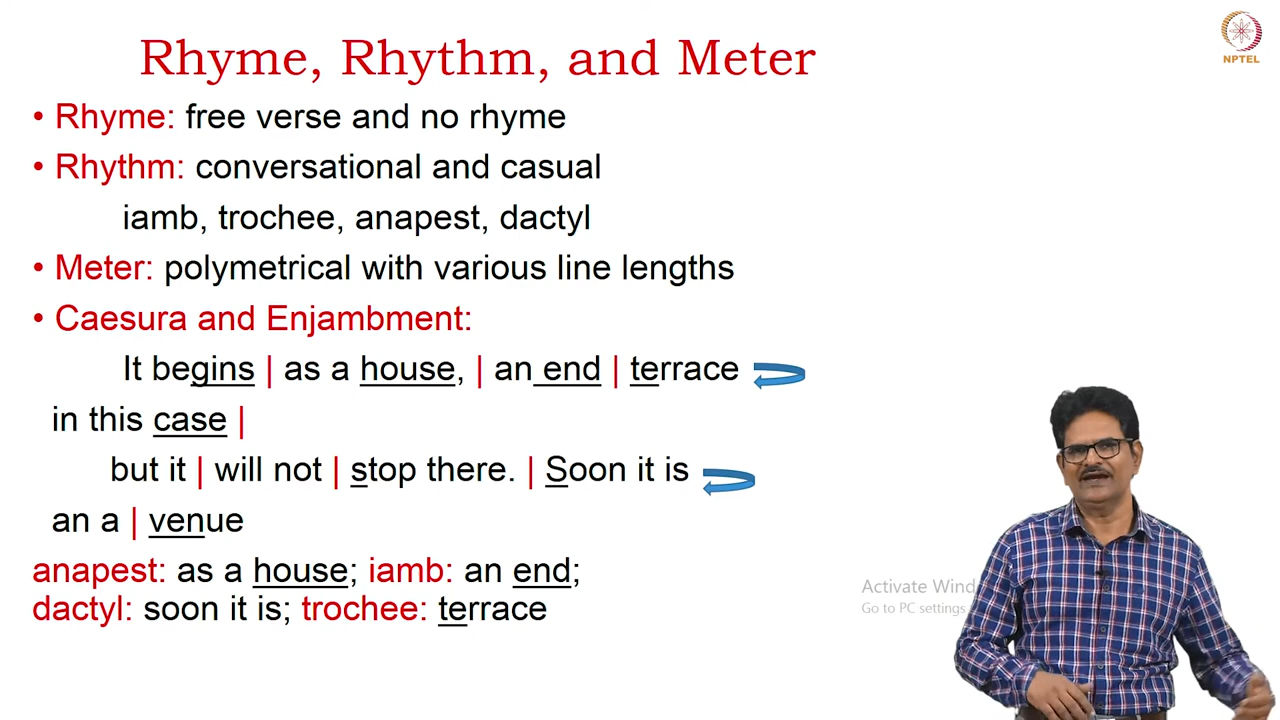 Rhyme, Rhythm, and Meter
NPTEL
• Rhyme: free verse and no rhyme
• Rhythm: conversational and casual
iamb, trochee, anapest, dactyl
• Meter: polymetrical with various line lengths
• Caesura and Enjambment:
It begins | as a house, | an end | terrace
in this case |
but it | will not | stop there. | Soon it is
an a | venue
anapest: as a house; iamb: an end;
dactyl: soon it is; trochee: terrace
Activate
Go to PC settings